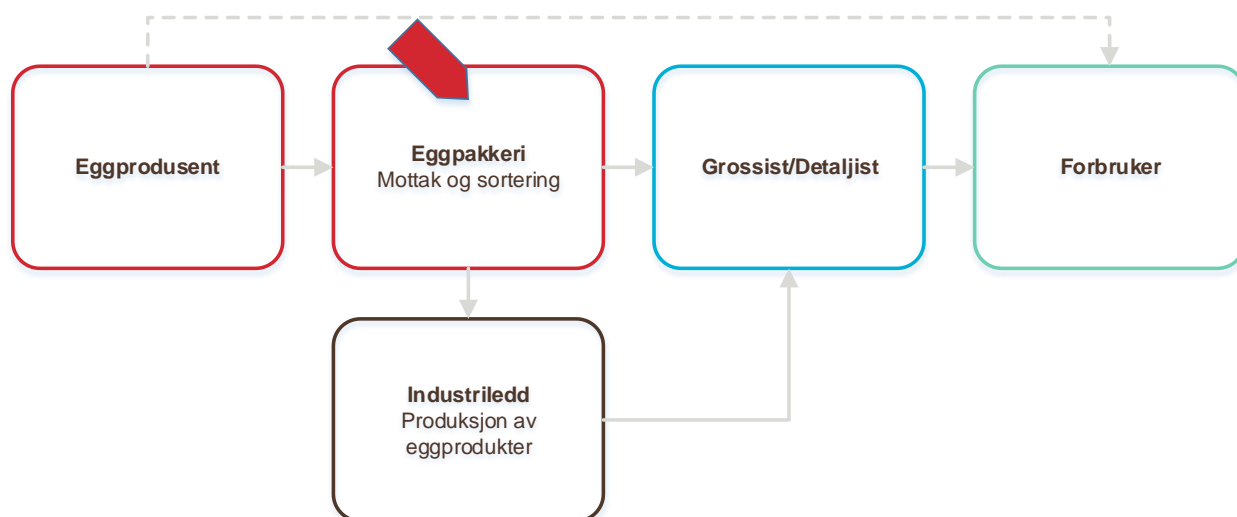 Eggprodusent
Eggpakkeri
Mottak og sortering
Grossist/Detaljist
Forbruker
Industriledd
Produksjon av
eggprodukter